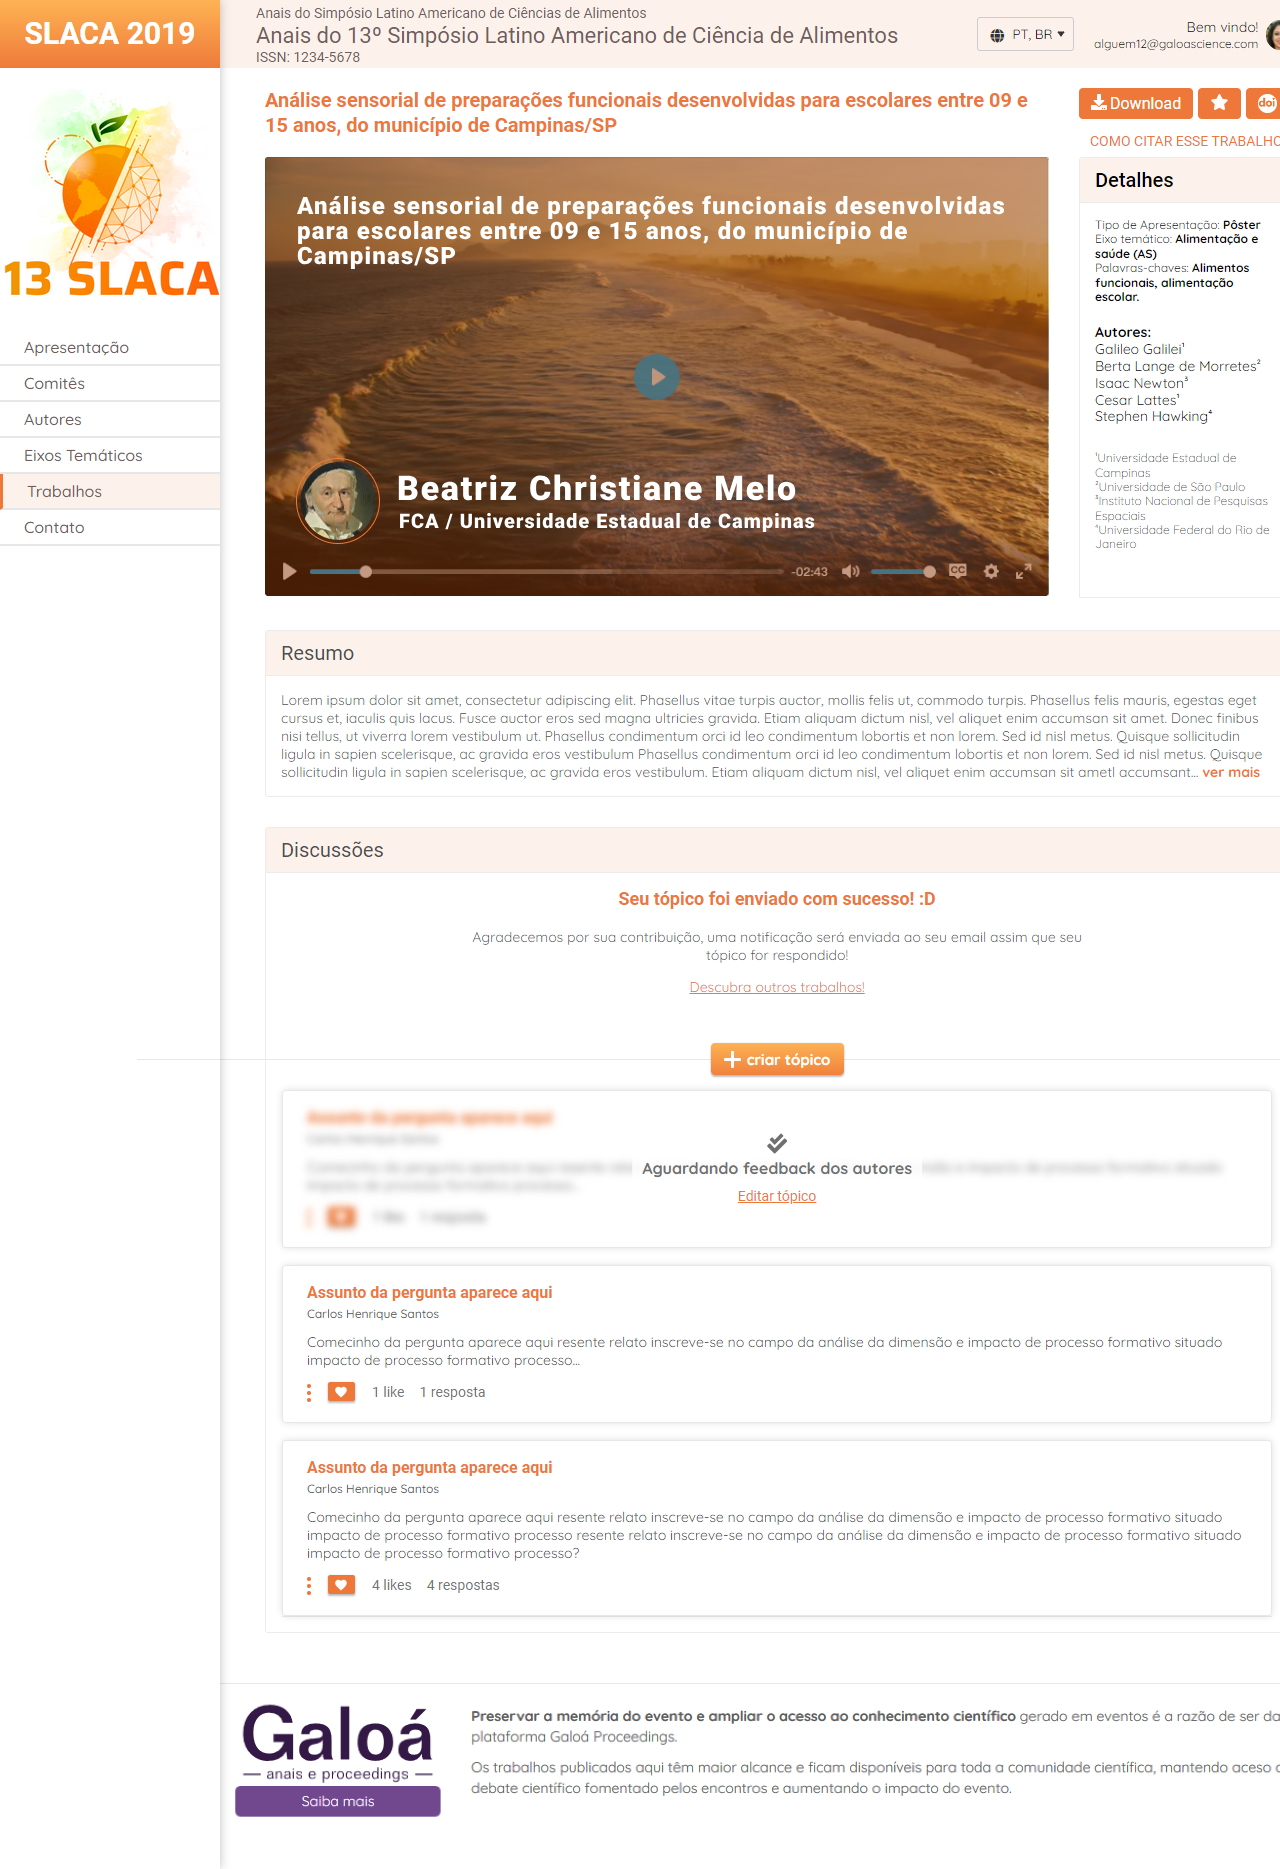 SLACA 2019
Anais do Simpósio Latino Americano de Ciências de Alimentos
Anais do 13º Simpósio Latino Americano de Ciência de Alimentos
ISSN: 1234-5678
PT, BR
Bem vindo!
alguem12@galoascience.com
13 SLACA
Apresentação
Comitês
Autores
Eixos Temáticos
Trabalhos
Contato
Análise sensorial de preparações funcionais desenvolvidas para escolares entre 09 e
15 anos, do município de Campinas/SP
Download
doi
COMO CITAR ESSE TRABALHO
Análise sensorial de preparações funcionais desenvolvidas
para escolares entre 09 e 15 anos, do município de
Campinas/SP
Beatriz Christiane Melo
FCA / Universidade Estadual de Campinas
-02:43
CC
Detalhes
Tipo de Apresentação: Pôster
Eixo temático: Alimentação e
saúde (AS)
Palavras-chaves: Alimentos
funcionais, alimentação
escolar.
Autores:
Galileo Galilei¹
Berta Lange de Morretes²
Isaac Newton³
Cesar Lattes¹
Stephen Hawking⁴
¹Universidade Estadual de
Campinas
²Universidade de São Paulo
³Instituto Nacional de Pesquisas
Espaciais
⁴Universidade Federal do Rio de
Janeiro
Resumo
Lorem ipsum dolor sit amet, consectetur adipiscing elit. Phasellus vitae turpis auctor, mollis felis ut, commodo turpis. Phasellus felis mauris, egestas eget
cursus et, iaculis quis lacus. Fusce auctor eros sed magna ultricies gravida. Etiam aliquam dictum nisl, vel aliquet enim accumsan sit amet. Donec finibus
nisi tellus, ut viverra lorem vestibulum ut. Phasellus condimentum orci id leo condimentum lobortis et non lorem. Sed id nisl metus. Quisque sollicitudin
ligula in sapien scelerisque, ac gravida eros vestibulum Phasellus condimentum orci id leo condimentum lobortis et non lorem. Sed id nisl metus. Quisque
sollicitudin ligula in sapien scelerisque, ac gravida eros vestibulum. Etiam aliquam dictum nisl, vel aliquet enim accumsan sit ametl accumsant... ver mais
Discussões
Seu tópico foi enviado com sucesso! :D
Agradecemos por sua contribuição, uma notificação será enviada ao seu email assim que seu
tópico for respondido!
Descubra outros trabalhos!
criar tópico
Assunto da pergunta aparece aqui
Carlos Henrique Santos
Aguardando feedback dos autores
Editar tópico
1 like 1 resposta
Assunto da pergunta aparece aqui
Carlos Henrique Santos
Comecinho da pergunta aparece aqui resente relato inscreve-se no campo da análise da dimensão e impacto de processo formativo situado
impacto de processo formativo processo...
1 like 1 resposta
Assunto da pergunta aparece aqui
Carlos Henrique Santos
Comecinho da pergunta aparece aqui resente relato inscreve-se no campo da análise da dimensão e impacto de processo formativo situado
impacto de processo formativo processo resente relato inscreve-se no campo da análise da dimensão e impacto de processo formativo situado
impacto de processo formativo processo?
4 likes 4 respostas
Galoá
anais e proceedings
Saiba mais
Preservar a memória do evento e ampliar o acesso ao conhecimento científico gerado em eventos é a razão de ser da
plataforma Galoá Proceedings.
Os trabalhos publicados aqui têm maior alcance e ficam disponíveis para toda a comunidade científica, mantendo aceso
debate científico fomentado pelos encontros e aumentando o impacto do evento.